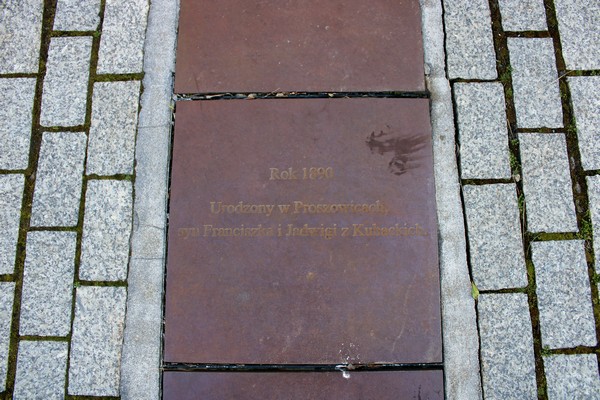 Rok 1890
Urodzony w Proszowicach,
syn Franciszka i Jadwigi z Kubackich.